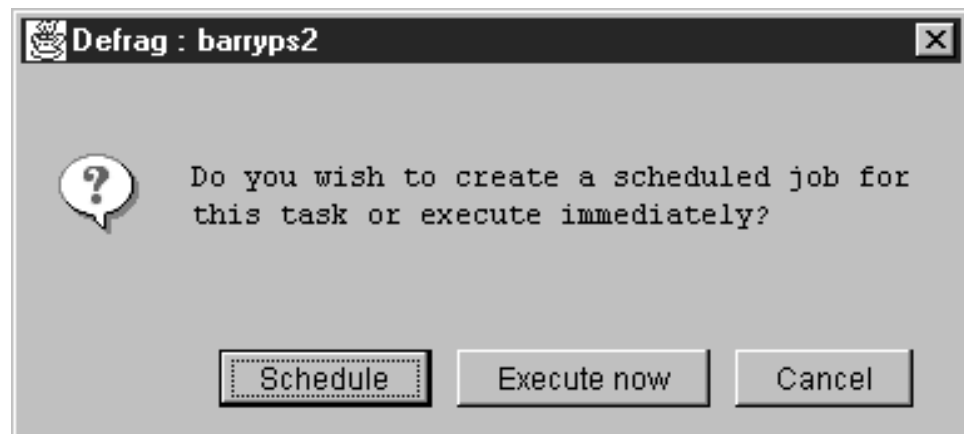 Defrag : barryps2
Do you wish to create a scheduled job for
this task or execute immediately?
Schedule
Execute now
Cancel